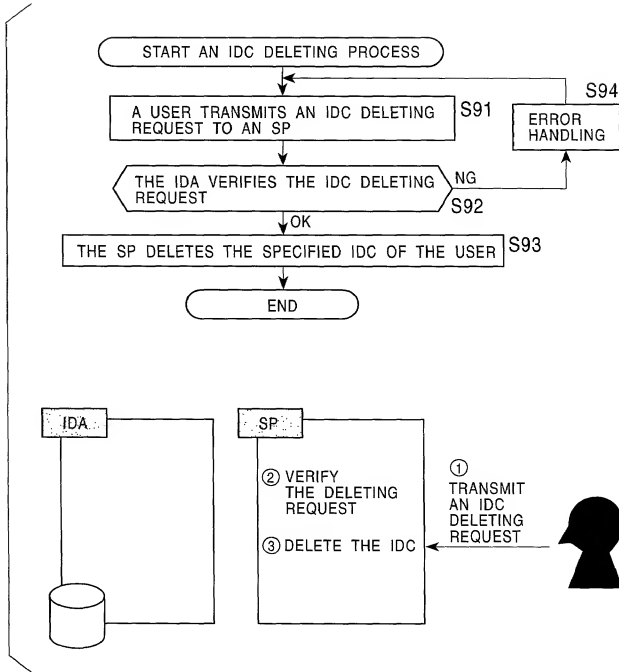 START AN IDC DELETING PROCESS
A USER TRANSMITS AN IDC DELETING
REQUEST TO AN SP
S91
ERROR
HANDLING
S94
THE IDA VERIFIES THE IDC DELETING
REQUEST
NG
S92
OK
THE SP DELETES THE SPECIFIED IDC OF THE USER
S93
END
IDA
SP
② VERIFY
THE DELETING
REQUEST
③ DELETE THE IDC
①
TRANSMIT
AN IDC
DELETING
REQUEST